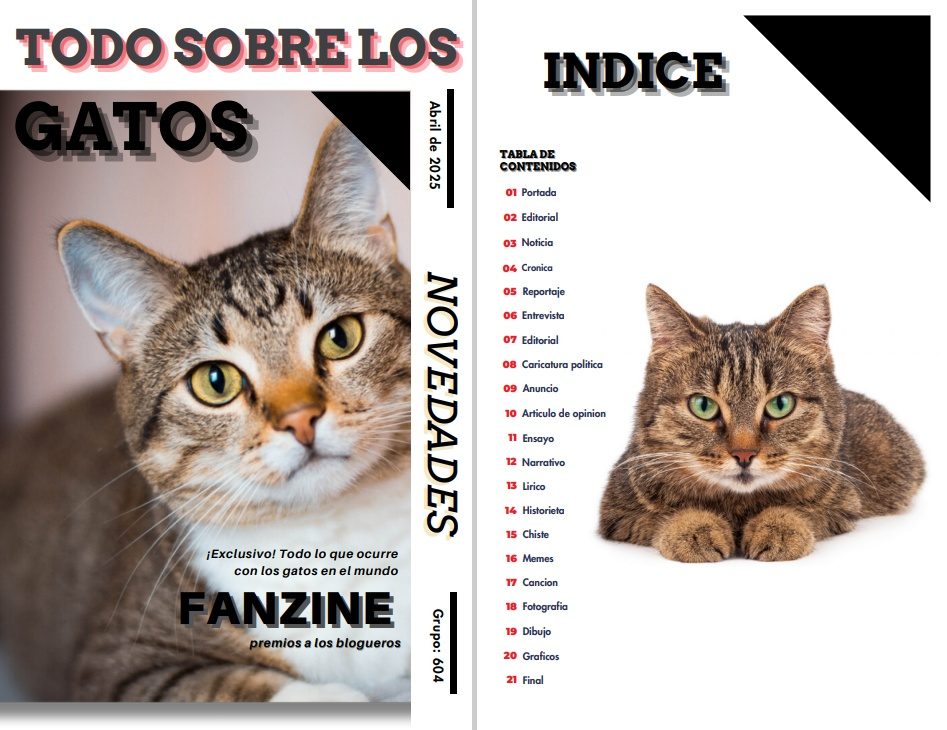 TODO SOBRE LOS
GATOS
Abril de 2025
NOVEDADES
¡Exclusivo! Todo lo que ocurre
con los gatos en el mundo
FANZINE
premios a los blogueros
Grupo: 604
INDICE
TABLA DE
CONTENIDOS
01 Portada
02 Editorial
03 Noticia
04 Cronica
05 Reportaje
06 Entrevista
07 Editorial
08 Caricatura política
09 Anuncio
10 Articulo de opinion
11 Ensayo
12 Narrativo
13 Lirico
14 Historieta
15 Chiste
16 Memes
17 Cancion
18 Fotografia
19 Dibujo
20 Graficos
21 Final